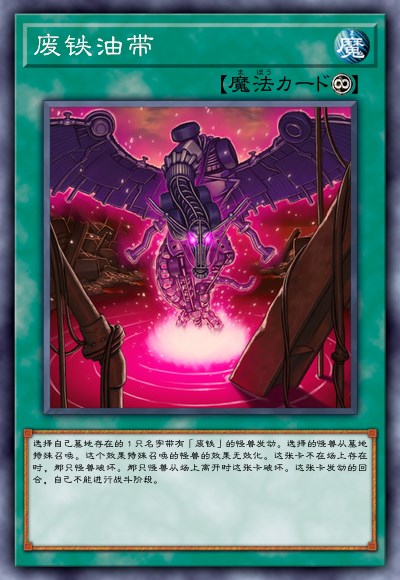 废铁油带
魔
【魔法カード】
ま ほう
选择自己墓地存在的1只名字带有「废铁」的怪兽发动。选择的怪兽从墓地
特殊召唤。这个效果特殊召唤的怪兽的效果无效化。这张卡不在场上存在
时，那只怪兽破坏。那只怪兽从场上离开时这张卡破坏。这张卡发动的回
合，自己不能进行战斗阶段。